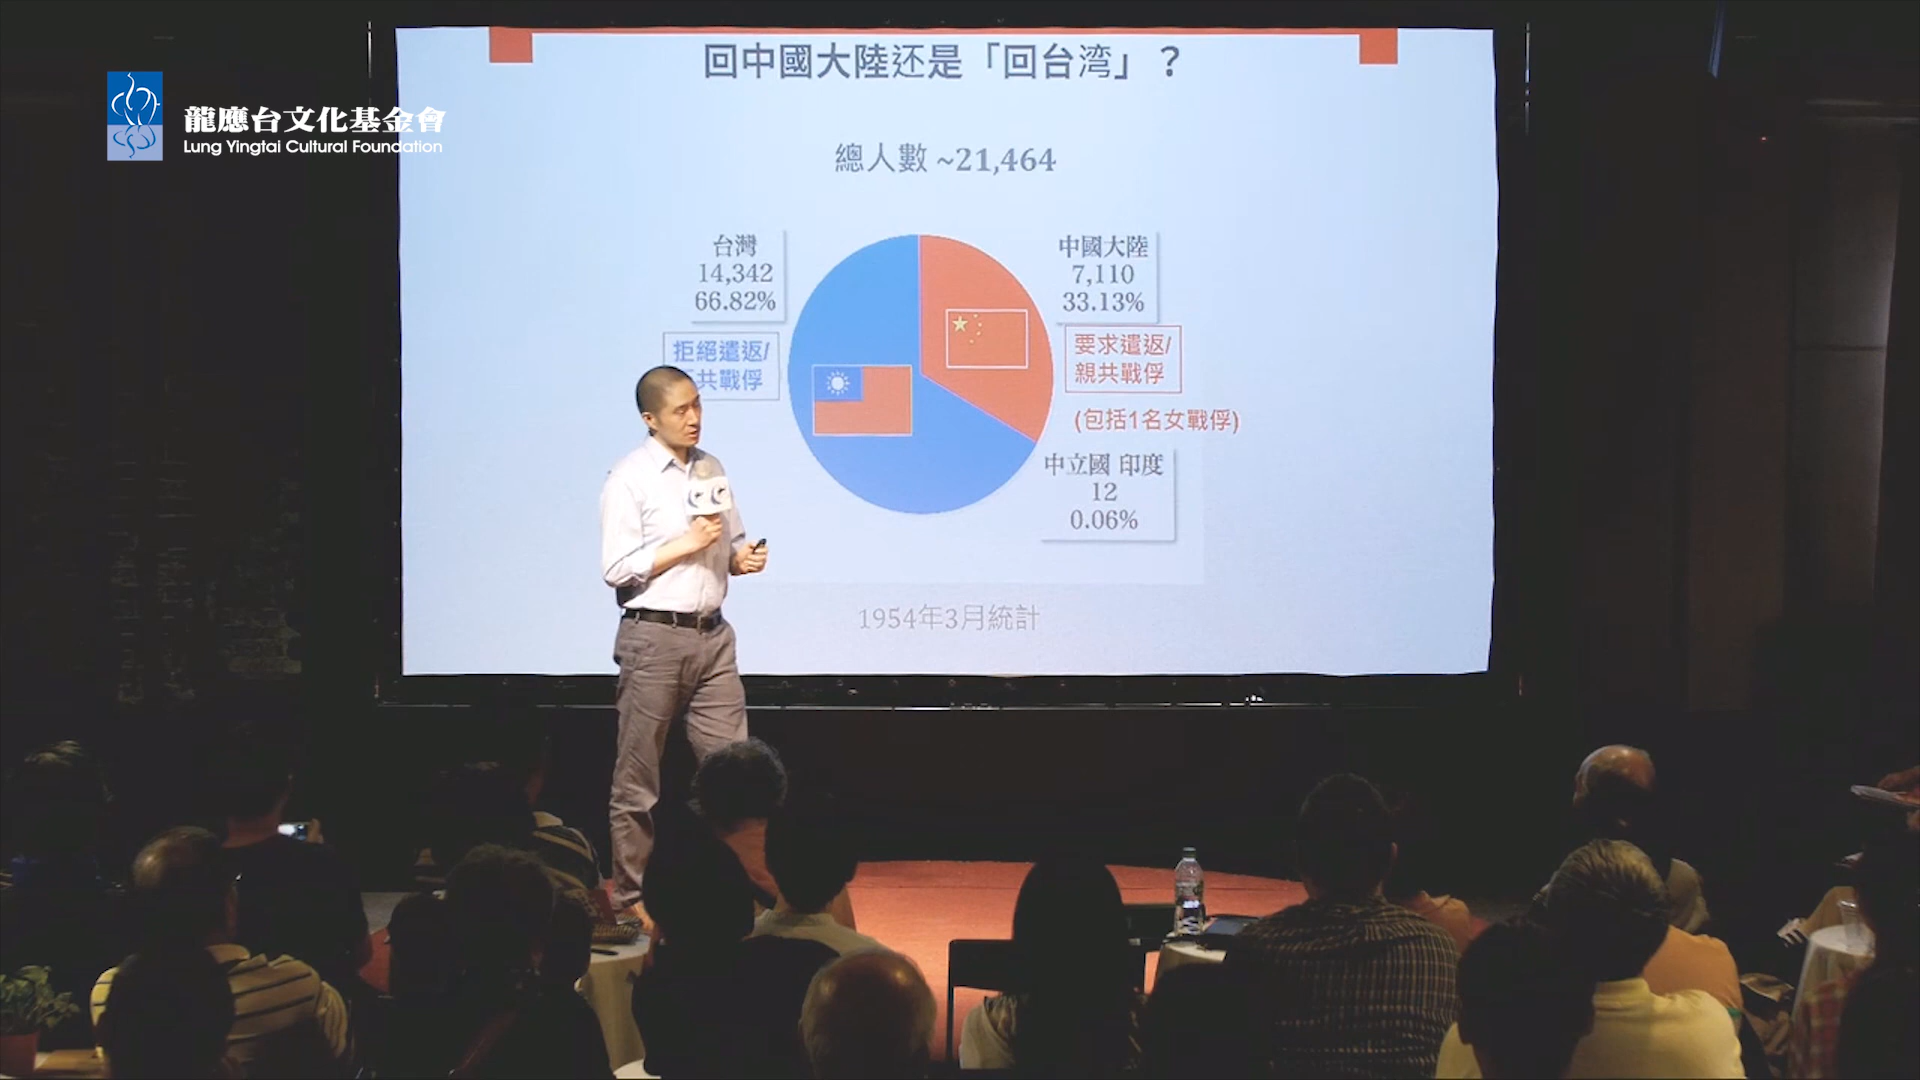 回中國大陸还是「回台湾」？
龍應台文化基金會
Lung Yingtai Cultural Foundation
總人數 ~21,464
台灣
14,342
66.82%
中國大陸
7,110
33.13%
拒絕遣返/
共戰俘
要求遣返/
親共戰俘
(包括1名女戰俘)
中立國 印度
12
0.06%
1954年3月統計